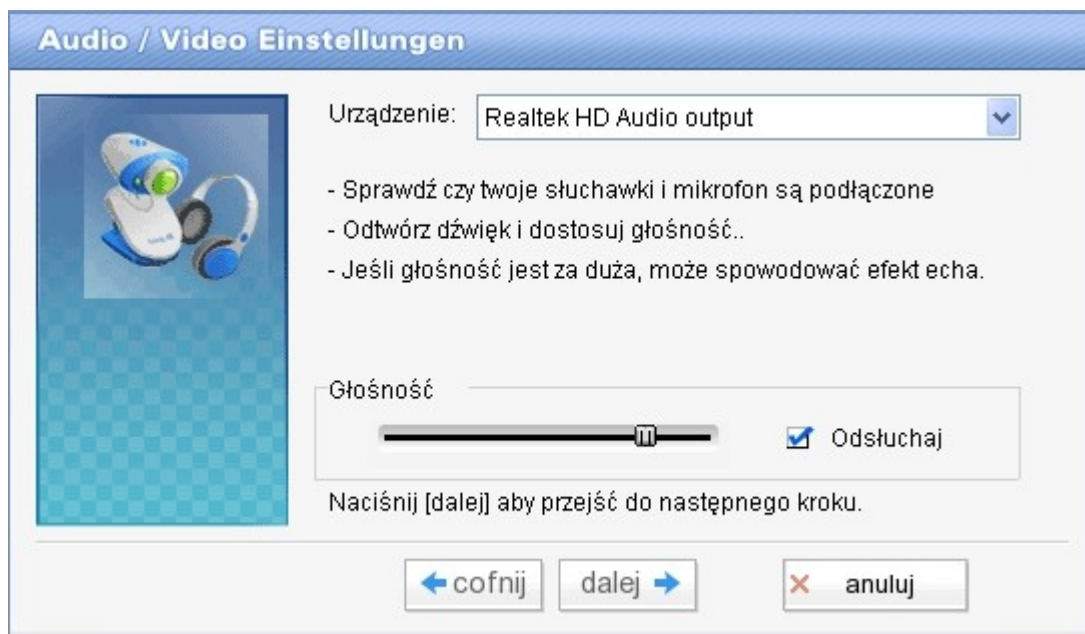 Audio / Video Einstellungen
Urządzenie: Realtek HD Audio output
- Sprawdź czy twoje słuchawki i mikrofon są podłączone
- Odtwórz dźwięk i dostosuj głośność..
- Jeśli głośność jest za duża, może spowodować efekt echa.
Głośność
Odsłuchaj
Naciśnij [dalej] aby przejść do następnego kroku.
cofnij dalej anuluj